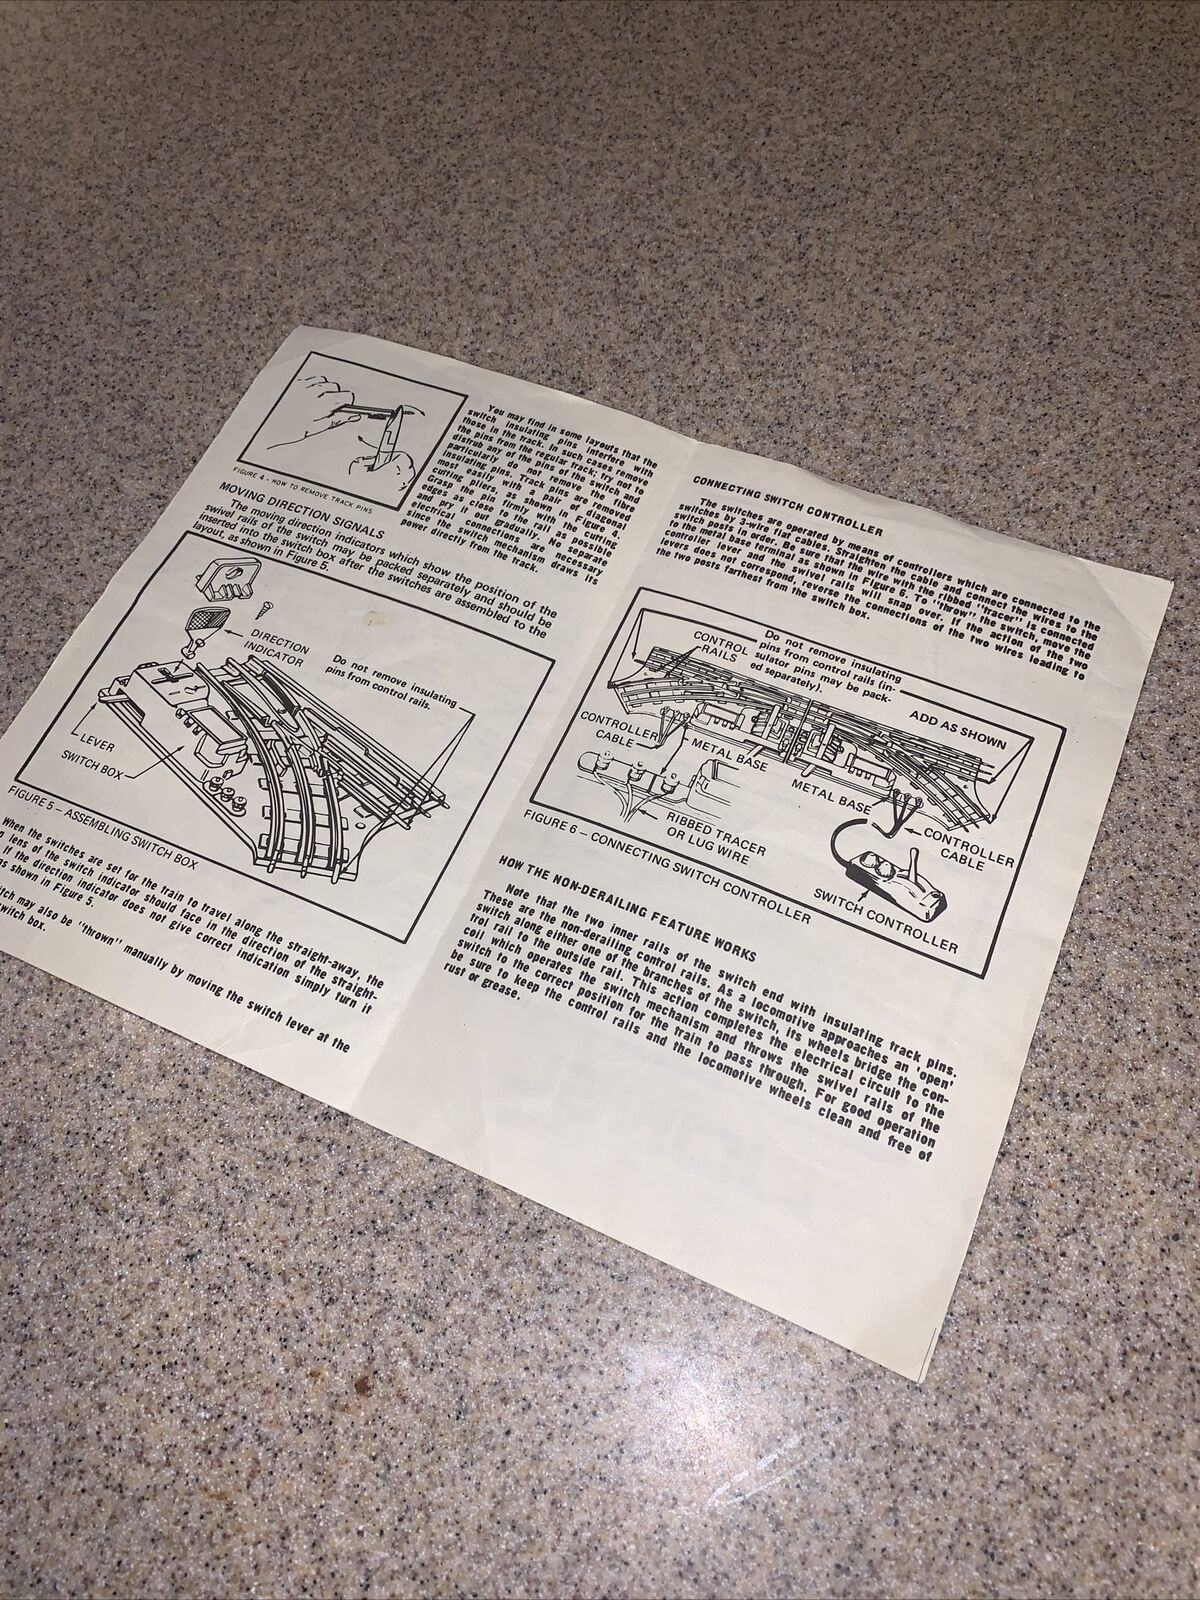 You may find in some layouts that the
switch insulating pins interfere with
those in the track. In such cases remove
the pins from the regular track; try not to
distrub any of the pins of the switch and
particularly do not remove the fibre
insulating pins. Track pins are removed
most easily with a pair of diagonal
cutting pliers, as shown in Figure 4.
Grasp the pin firmly with the cutting
edges as close to the rail as possible
and pry it out gradually. No separate
electrical connections are necessary
since the switch mechanism draws its
power directly from the track.
FIGURE 4 - HOW TO REMOVE TRACK PINS
MOVING DIRECTION SIGNALS
The moving direction indicators which show the position of the
swivel rails of the switch may be packed separately and should be
inserted into the switch box after the switches are assembled to the
layout, as shown in Figure 5.
DIRECTION
INDICATOR
Do not remove insulating
pins from control rails.
LEVER
SWITCH BOX
FIGURE 5 – ASSEMBLING SWITCH BOX
When the switches are set for the train to travel along the straight-away, the
lens of the switch indicator should face in the direction of the straight-
If the direction indicator does not give correct indication simply turn it
as shown in Figure 5.
may also be "thrown" manually by moving the switch lever at the
switch box.
CONNECTING SWITCH CONTROLLER
The switches are operated by means of controllers which are connected to the
switches by 3-wire flat cables. Straighten the cable and connect the wires to the
switch posts in order. Be sure that the wire with the ribbed "tracer" is connected
to the metal base terminal as shown in Figure 6. To "throw" the switch, move the
controller lever and the swivel rails will snap over. If the action of the two
levers does not correspond, reverse the connections of the two wires leading to
the two posts farthest from the switch box.
CONTROL
RAILS
Do not remove insulating
pins from control rails (in-
sulator pins may be pack-
ed separately).
ADD AS SHOWN
CONTROLLER
CABLE
METAL BASE
METAL BASE
RIBBED TRACER
OR LUG WIRE
CONTROLLER
CABLE
SWITCH CONTROLLER
FIGURE 6 – CONNECTING SWITCH CONTROLLER
HOW THE NON-DERAILING FEATURE WORKS
Note that the two inner rails of the switch end with insulating track pins.
These are the non-derailing control rails. As a locomotive approaches an 'open'
switch along either one of the branches of the switch, its wheels bridge the con-
trol rail to the outside rail. This action completes the electrical circuit to the
coil which operates the switch mechanism and throws the swivel rails of the
switch to the correct position for the train to pass through. For good operation
be sure to keep the control rails and the locomotive wheels clean and free of
rust or grease.